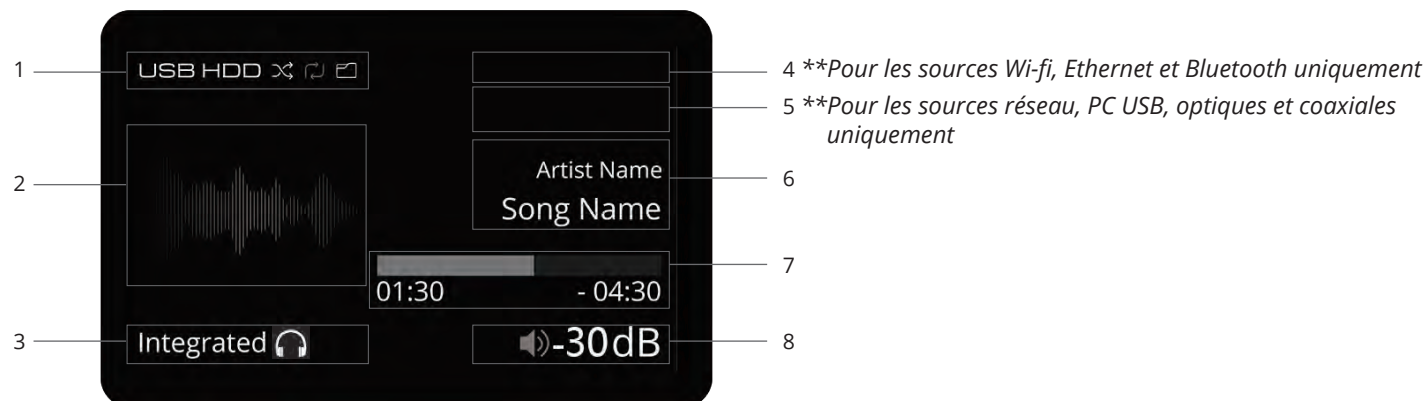 1
USB HDD
4 **Pour les sources Wi-fi, Ethernet et Bluetooth uniquement
5 **Pour les sources réseau, PC USB, optiques et coaxiales
uniquement
2
Artist Name
6
Song Name
7
01:30 - 04:30
3
Integrated
-30dB
8